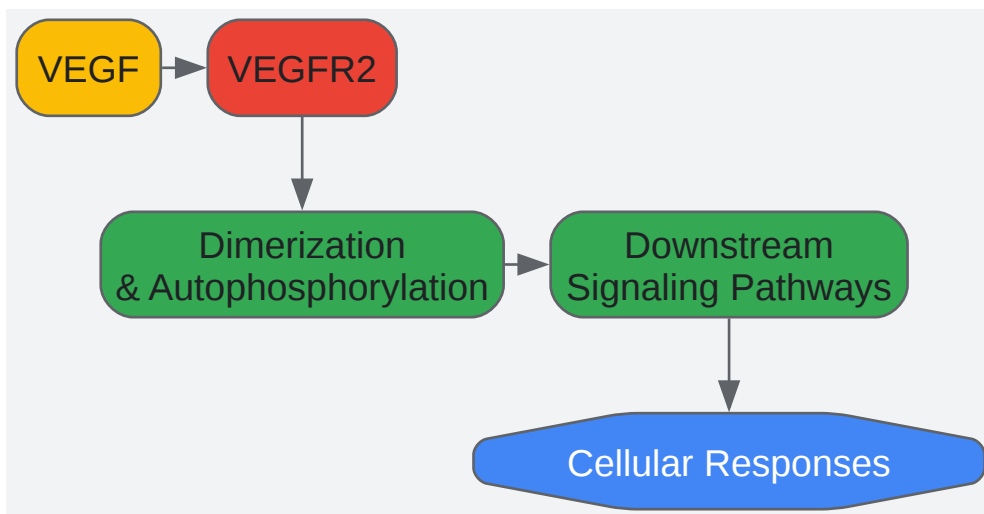 VEGF
VEGFR2
Dimerization
& Autophosphorylation
Downstream
Signaling Pathways
Cellular Responses